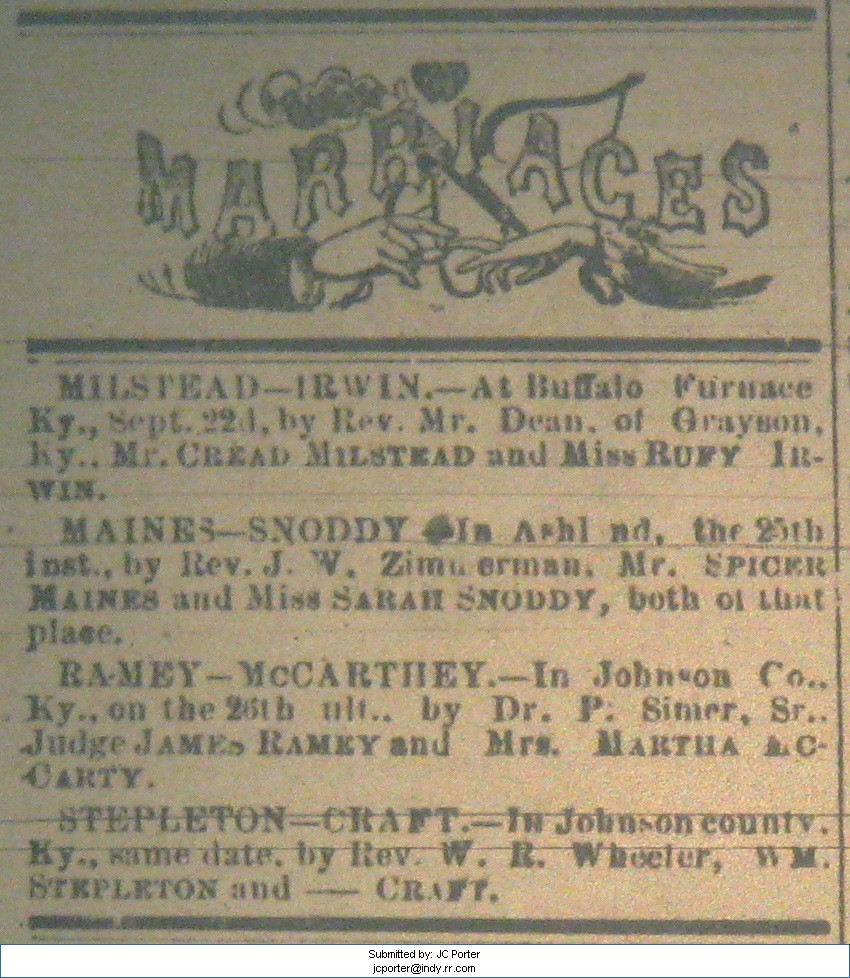 MARRIAGES
MILSTEAD—IRWIN.—At Buffalo Furnace
Ky., Sept. 22d, by Rev. Mr. Dean, of Grayson,
Ky., Mr. CREAD MILSTEAD and Miss RUFY IR-
WIN.
MAINES—SNODDY In Ashl nd, the 25th
inst., by Rev. J. W. Zimmerman, Mr. SPICER
MAINES and Miss SARAH SNODDY, both of that
place.
RAMEY—McCARTHEY.—In Johnson Co.,
Ky., on the 26th ult., by Dr. P. Simer, Sr.,
Judge JAMES RAMEY and Mrs. MARTHA MC-
CARTY.
STEPLETON—CRAFT.—In Johnson county,
Ky., same date, by Rev. W. R. Wheeler, WM.
STEPLETON and — CRAFT.
Submitted by: JC Porter
jcporter@indy.rr.com